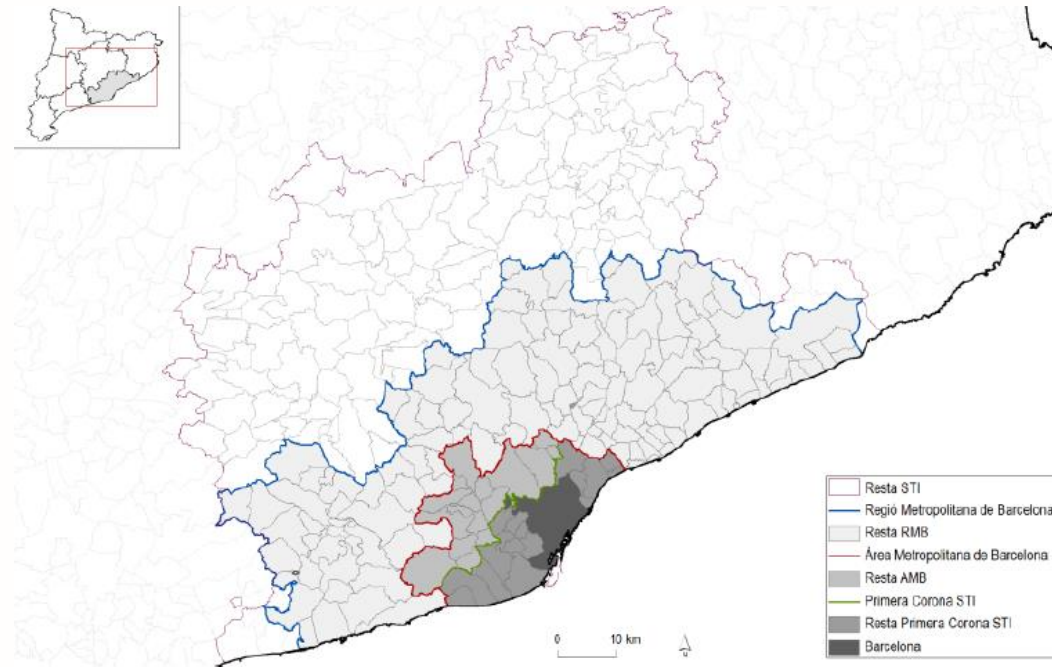 Resta STI
Regió Metropolitana de Barcelona
Resta RMB
Área Metropolitana de Barcelona
Resta AMB
Primera Corona STI
Resta Primera Corona STI
Barcelona
0 10 km